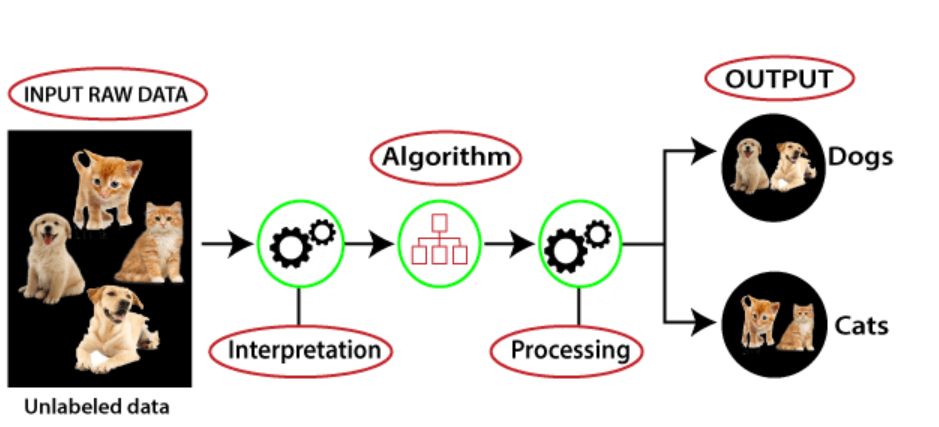 INPUT RAW DATA
Unlabeled data
Interpretation
Algorithm
Processing
OUTPUT
Dogs
Cats